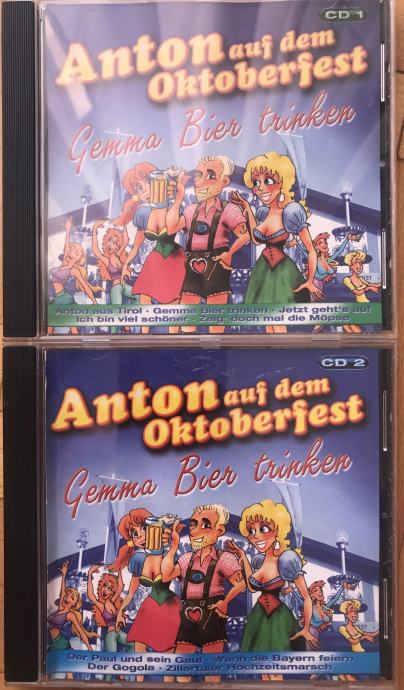 CD 1
Anton auf dem
Oktoberfest
Gemma Bier trinken
Anton aus Tirol · Gemma Bier trinken · Jetzt geht's auf
Ich bin viel schöner · Zeig' doch mal die Möpse
CD 2
Anton auf dem
Oktoberfest
Gemma Bier trinken
Der Paul und sein Gaul · Wenn die Bayern feiern
Der Gogola · Zillertaler Hochzeitsmarsch